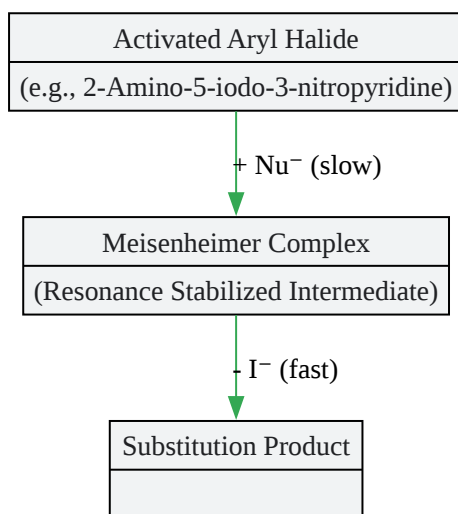 Activated Aryl Halide
(e.g., 2-Amino-5-iodo-3-nitropyridine)
+ Nu⁻ (slow)
Meisenheimer Complex
(Resonance Stabilized Intermediate)
- I⁻ (fast)
Substitution Product